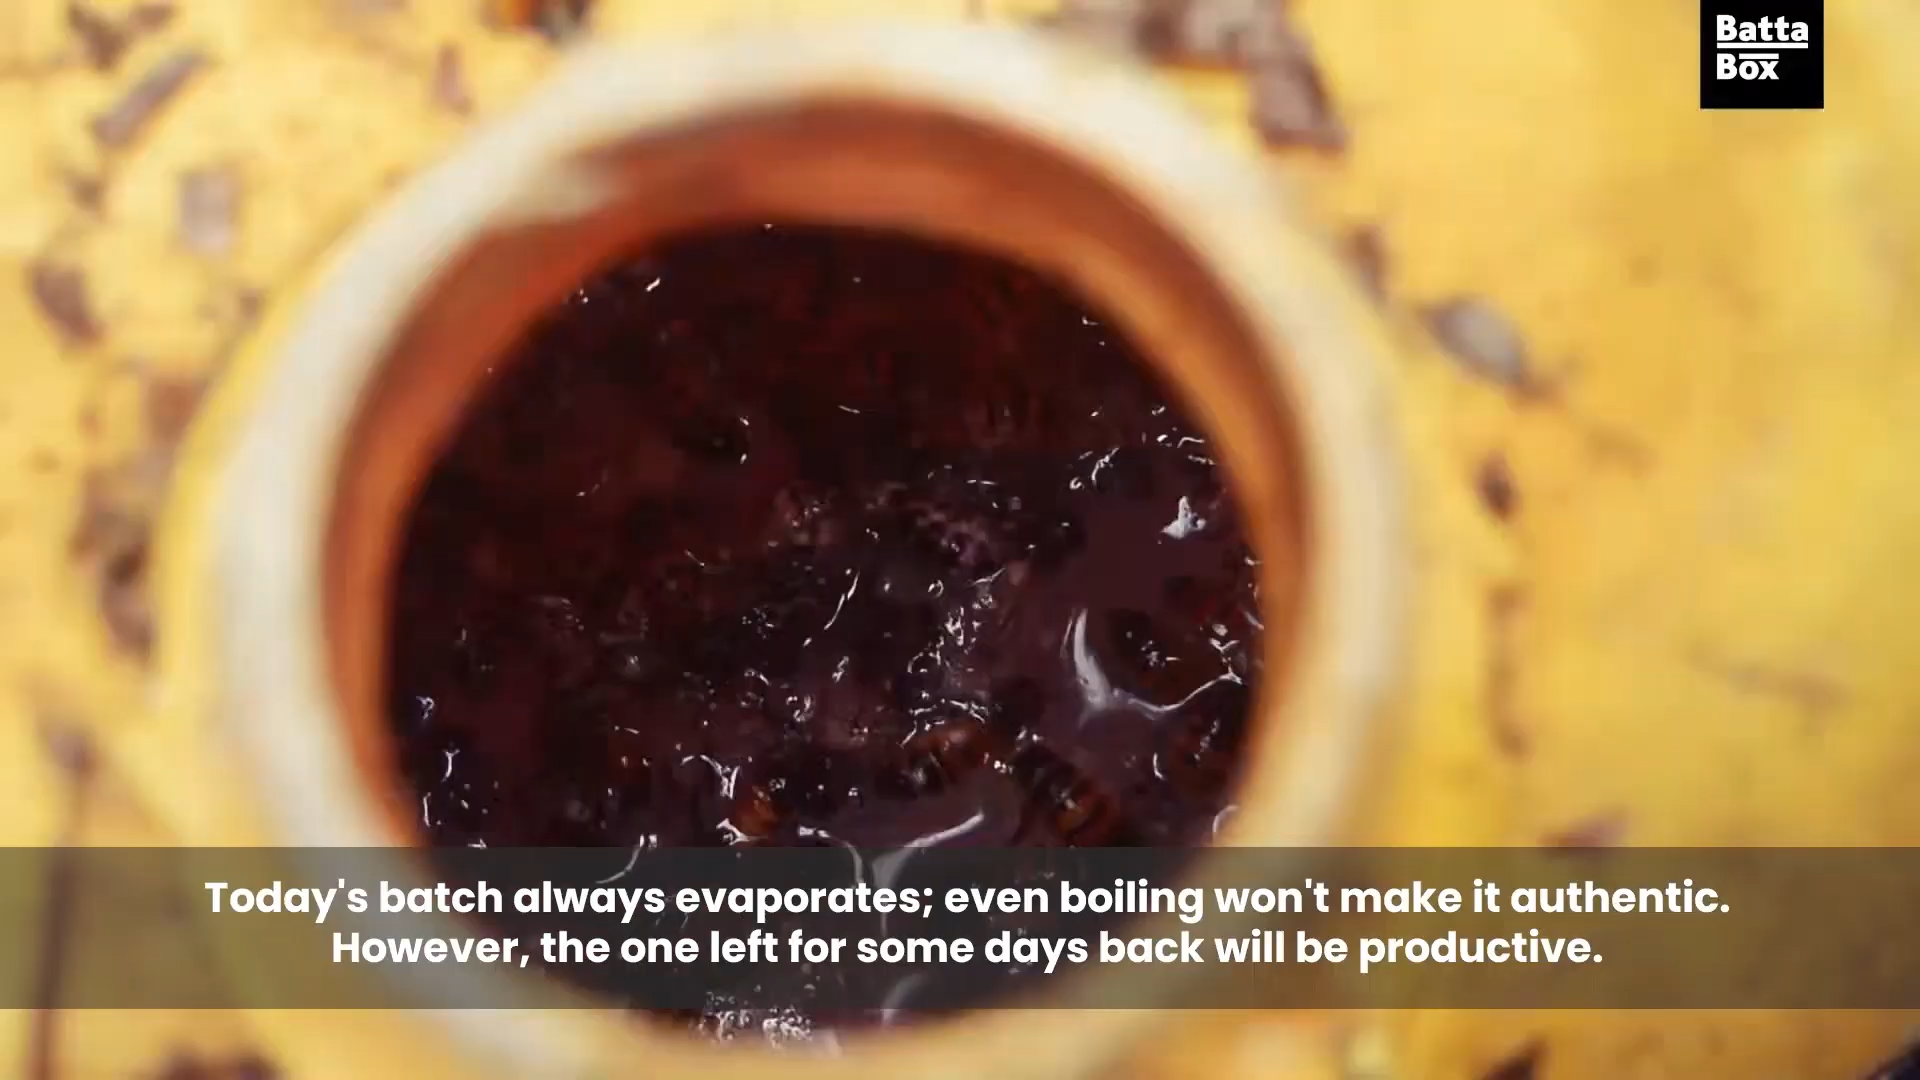 Batta
Box
Today's batch always evaporates; even boiling won't make it authentic.
However, the one left for some days back will be productive.